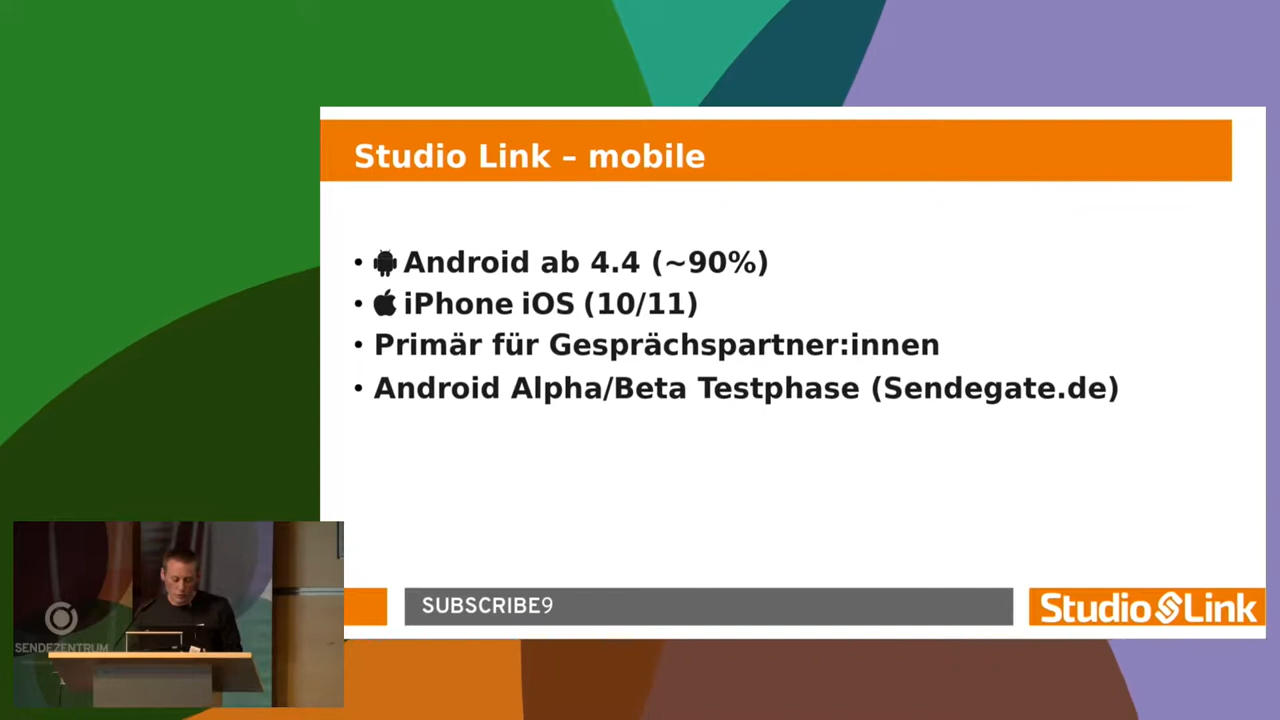 Studio Link – mobile
• Android ab 4.4 (~90%)
• iPhone iOS (10/11)
• Primär für Gesprächspartner:innen
• Android Alpha/Beta Testphase (Sendegate.de)
SUBSCRIBE9
Studio Link
SENDEZENTRUM